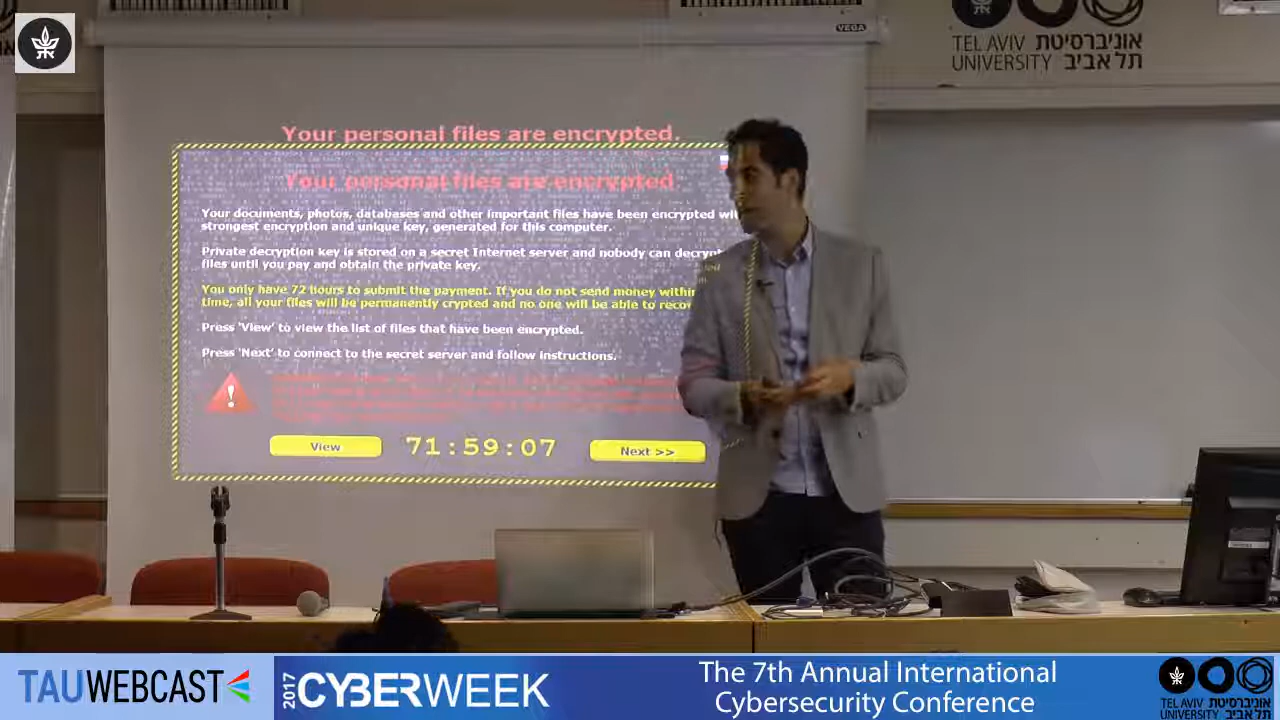 VEGA
TEL AVIV אוניברסיטת
UNIVERSITY תל אביב
Your personal files are encrypted.
Your personal files are encrypted
Your documents, photos, databases and other important files have been encrypted
strongest encryption and unique key, generated for this computer.
Private decryption key is stored on a secret Internet server and nobody can decrypt
files until you pay and obtain the private key.
You only have 72 hours to submit the payment. If you do not send money within
time, all your files will be permanently crypted and no one will be able to
Press 'View' to view the list of files that have been encrypted.
Press 'Next' to connect to the secret server and follow instructions.
View
71:59:07
Next >>
TAUWEBCAST
2017 CYBERWEEK
The 7th Annual International
Cybersecurity Conference
TEL AVIV אוניברסיטת
UNIVERSITY תל אביב